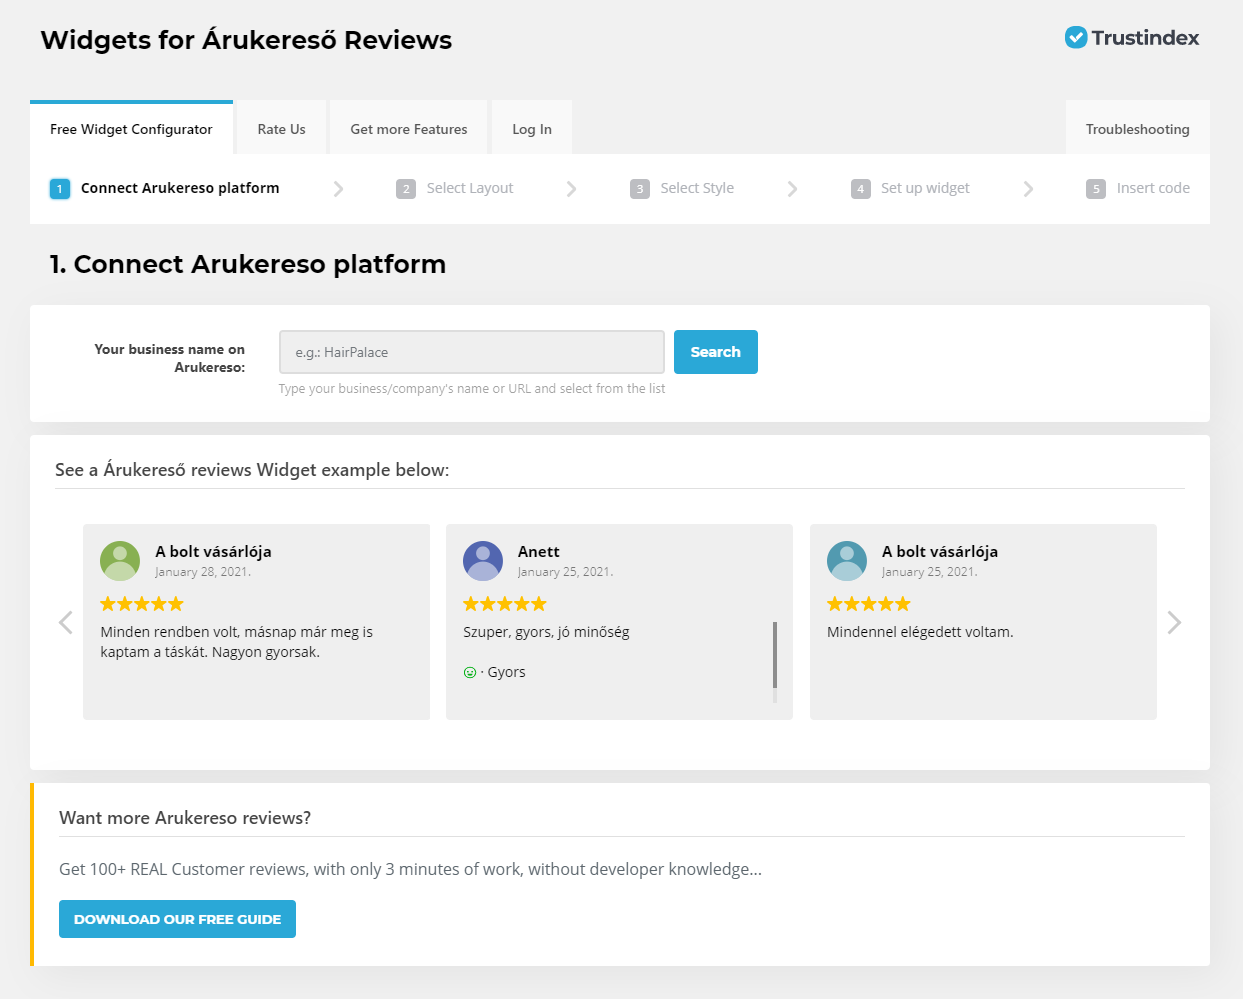 Widgets for Árukereső Reviews
Trustindex
Free Widget Configurator
Rate Us
Get more Features
Log In
Troubleshooting
1 Connect Arukereso platform
2 Select Layout
3 Select Style
4 Set up widget
5 Insert code
1. Connect Arukereso platform
Your business name on
Arukereso:
e.g.: HairPalace
Search
Type your business/company's name or URL and select from the list
See a Árukereső reviews Widget example below:
A bolt vásárlója
January 28, 2021.
Minden rendben volt, másnap már meg is
kaptam a táskát. Nagyon gyorsak.
Anett
January 25, 2021.
Szuper, gyors, jó minőség
· Gyors
A bolt vásárlója
January 25, 2021.
Mindennel elégedett voltam.
Want more Arukereso reviews?
Get 100+ REAL Customer reviews, with only 3 minutes of work, without developer knowledge...
DOWNLOAD OUR FREE GUIDE